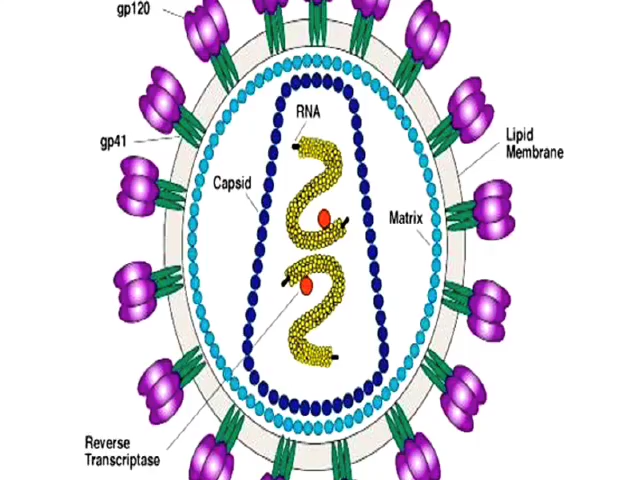 gp120
RNA
gp41
Lipid
Membrane
Capsid
Matrix
Reverse
Transcriptase